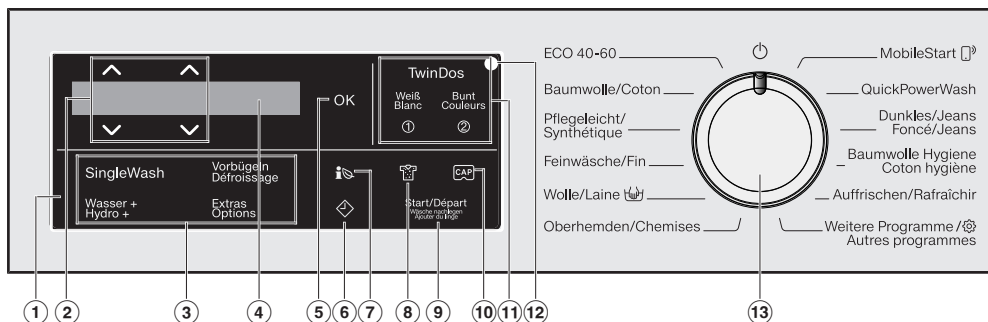 TwinDos
Weiß
Blanc
Bunt
Couleurs
①
②
OK
SingleWash
Vorbügeln
Défroissage
Wasser +
Hydro +
Extras
Options
CAP
Start/Départ
Wäsche nachlegen
Ajouter du linge
ECO 40-60
Baumwolle/Coton
Pflegeleicht/
Synthétique
Feinwäsche/Fin
Wolle/Laine
Oberhemden/Chemises
MobileStart
QuickPowerWash
Dunkles/Jeans
Foncé/Jeans
Baumwolle Hygiene
Coton hygiène
Auffrischen/Rafraîchir
Weitere Programme/
Autres programmes
1 2 3 4 5 6 7 8 9 10 11 12 13